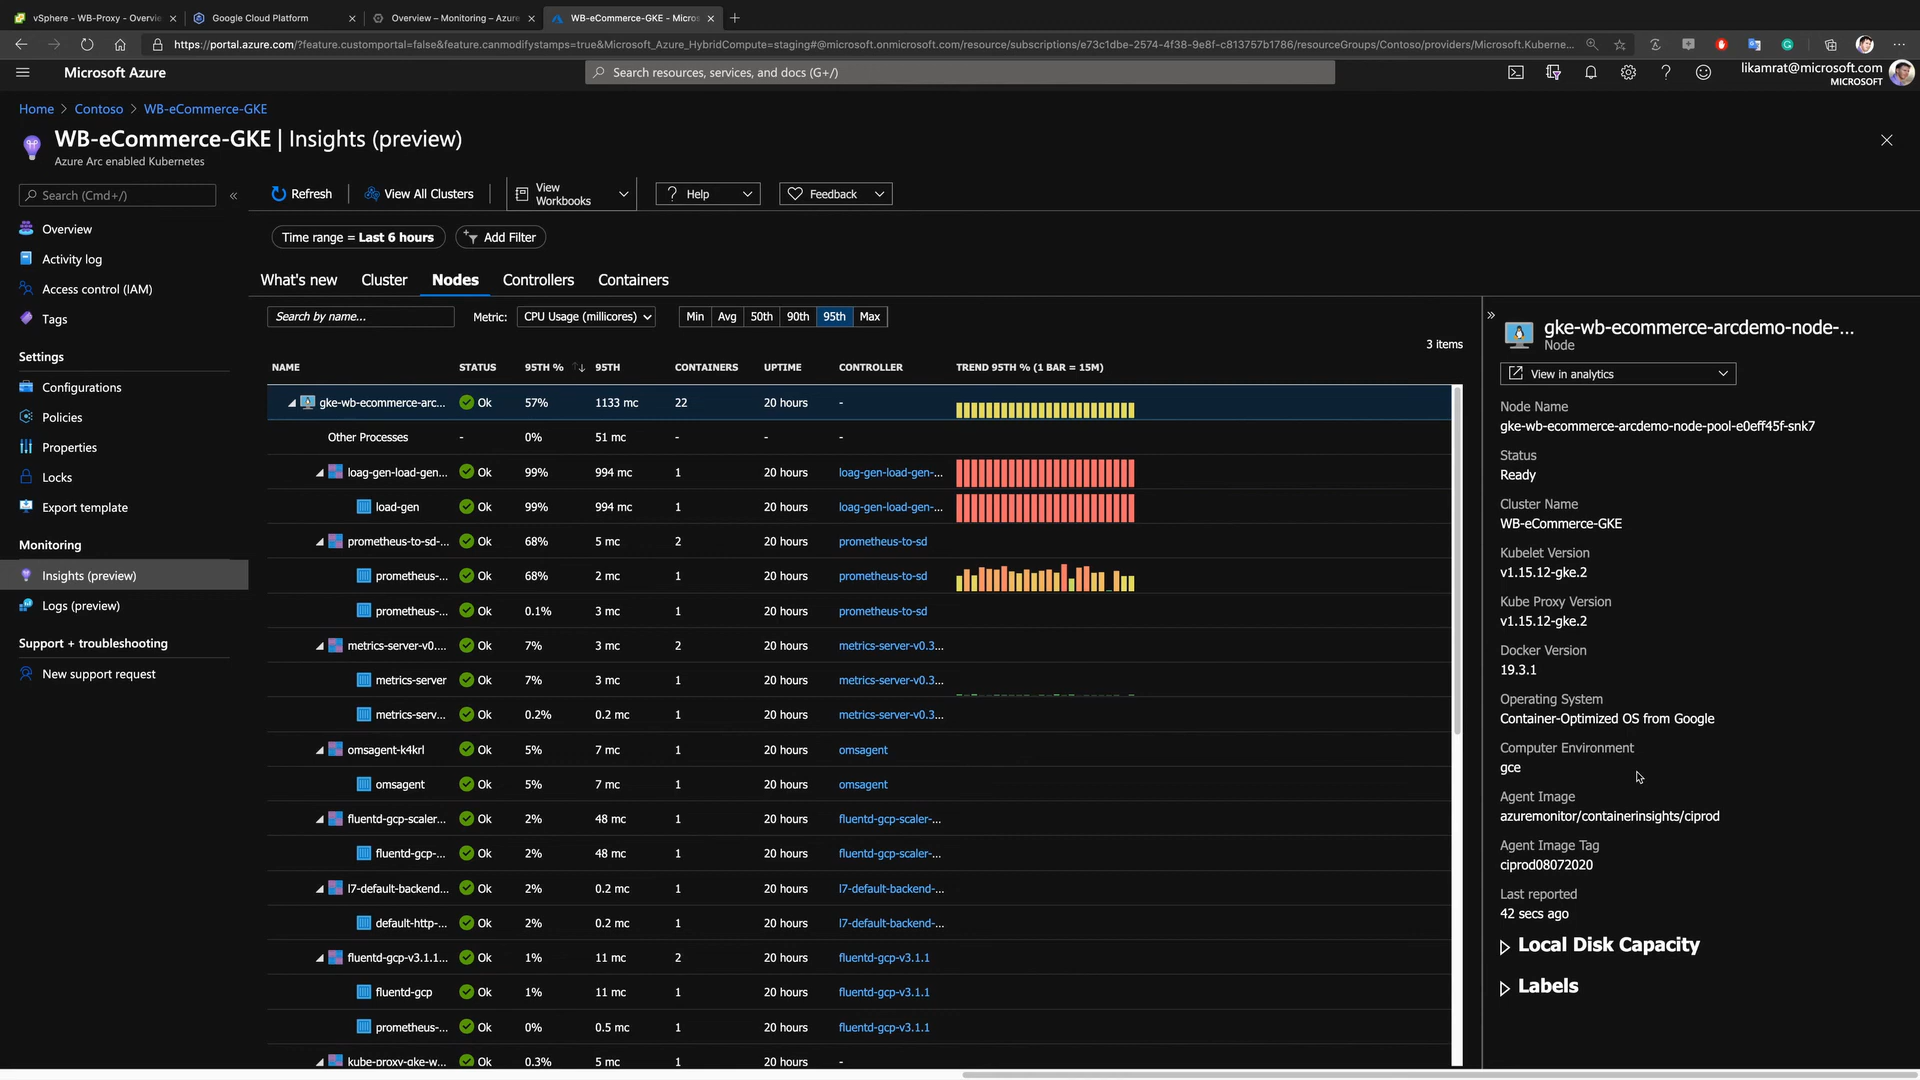 vSphere - WB-Proxy - Overvie
Google Cloud Platform
Overview – Monitoring – Azure
WB-eCommerce-GKE - Micros
https://portal.azure.com/?feature.customportal=false&feature.canmodifystamps=true&Microsoft_Azure_HybridCompute=staging#@microsoft.onmicrosoft.com/resource/subscriptions/e73c1dbe-2574-4f38-9e8f-c813757b1786/resourceGroups/Contoso/providers/Microsoft.Kuberne...
Microsoft Azure
Search resources, services, and docs (G+/)
likamrat@microsoft.com
MICROSOFT
Home > Contoso > WB-eCommerce-GKE
WB-eCommerce-GKE | Insights (preview)
Azure Arc enabled Kubernetes
Search (Cmd+/)
«
Overview
Activity log
Access control (IAM)
Tags
Settings
Configurations
Policies
Properties
Locks
Export template
Monitoring
Insights (preview)
Logs (preview)
Support + troubleshooting
New support request
Refresh
View All Clusters
View Workbooks
Help
Feedback
Time range = Last 6 hours
Add Filter
What's new
Cluster
Nodes
Controllers
Containers
Search by name...
Metric:
CPU Usage (millicores)
Min
Avg
50th
90th
95th
Max
3 items
NAME STATUS 95TH % 95TH CONTAINERS UPTIME CONTROLLER TREND 95TH % (1 BAR = 15M)
gke-wb-ecommerce-arc... Ok 57% 1133 mc 22 20 hours -
Other Processes - 0% 51 mc - - -
loag-gen-load-gen... Ok 99% 994 mc 1 20 hours loag-gen-load-gen-...
load-gen Ok 99% 994 mc 1 20 hours loag-gen-load-gen-...
prometheus-to-sd-... Ok 68% 5 mc 2 20 hours prometheus-to-sd
prometheus-... Ok 68% 2 mc 1 20 hours prometheus-to-sd
prometheus-... Ok 0.1% 3 mc 1 20 hours prometheus-to-sd
metrics-server-v0.... Ok 7% 3 mc 2 20 hours metrics-server-v0.3...
metrics-server Ok 7% 3 mc 1 20 hours metrics-server-v0.3...
metrics-serv... Ok 0.2% 0.2 mc 1 20 hours metrics-server-v0.3...
omsagent-k4krl Ok 5% 7 mc 1 20 hours omsagent
omsagent Ok 5% 7 mc 1 20 hours omsagent
fluentd-gcp-scaler... Ok 2% 48 mc 1 20 hours fluentd-gcp-scaler-...
fluentd-gcp-... Ok 2% 48 mc 1 20 hours fluentd-gcp-scaler-...
l7-default-backend... Ok 2% 0.2 mc 1 20 hours l7-default-backend-...
default-http-... Ok 2% 0.2 mc 1 20 hours l7-default-backend-...
fluentd-gcp-v3.1.1... Ok 1% 11 mc 2 20 hours fluentd-gcp-v3.1.1
fluentd-gcp Ok 1% 11 mc 1 20 hours fluentd-gcp-v3.1.1
prometheus-... Ok 0% 0.5 mc 1 20 hours fluentd-gcp-v3.1.1
kube-proxy-gke-w... Ok 0.3% 5 mc 1 20 hours -
»
gke-wb-ecommerce-arcdemo-node-...
Node
View in analytics
Node Name
gke-wb-ecommerce-arcdemo-node-pool-e0eff45f-snk7
Status
Ready
Cluster Name
WB-eCommerce-GKE
Kubelet Version
v1.15.12-gke.2
Kube Proxy Version
v1.15.12-gke.2
Docker Version
19.3.1
Operating System
Container-Optimized OS from Google
Computer Environment
gce
Agent Image
azuremonitor/containerinsights/ciprod
Agent Image Tag
ciprod08072020
Last reported
42 secs ago
Local Disk Capacity
Labels